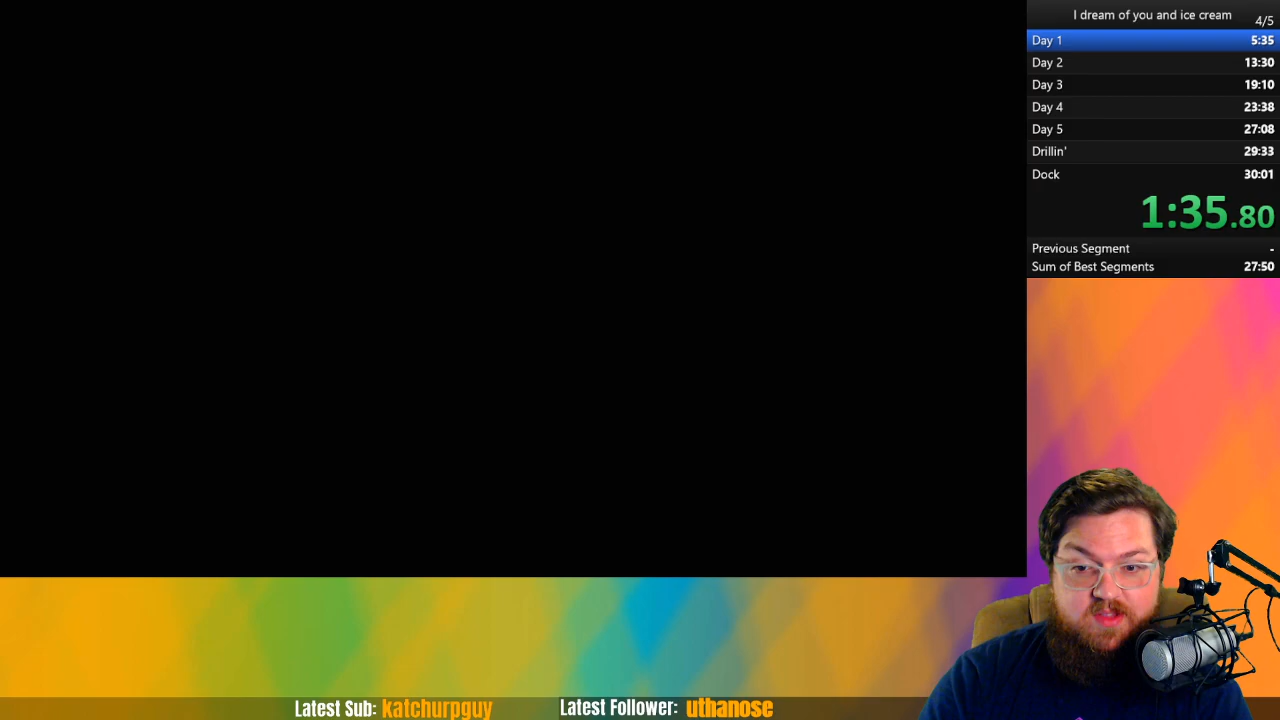 I dream of you and ice cream
4/5
Day 1 5:35
Day 2 13:30
Day 3 19:10
Day 4 23:38
Day 5 27:08
Drillin' 29:33
Dock 30:01
1:35.80
Previous Segment -
Sum of Best Segments 27:50
Latest Sub: katchurpguy Latest Follower: uthanose